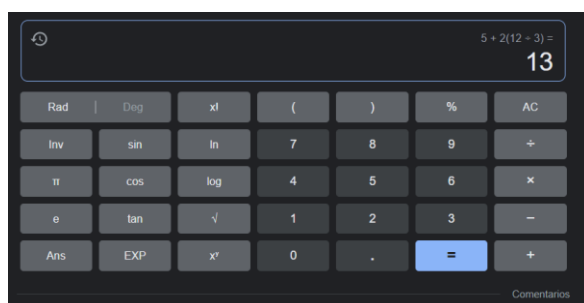 5 + 2(12 ÷ 3) =
13
Rad | Deg x! ( ) % AC
Inv sin ln 7 8 9 ÷
π cos log 4 5 6 ×
e tan √ 1 2 3 −
Ans EXP xʸ 0 . = +
Comentarios